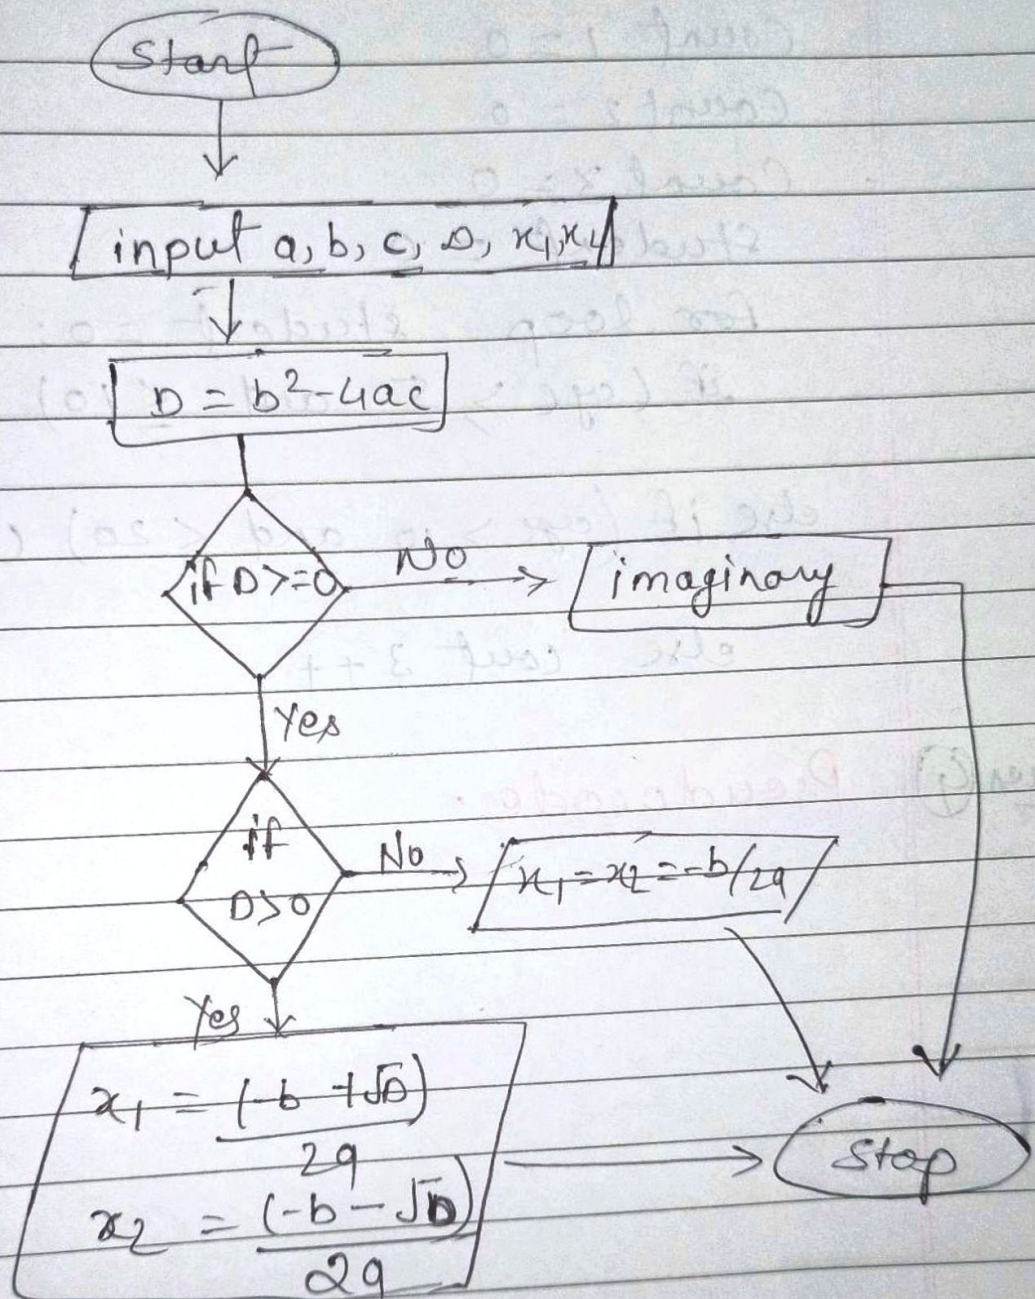 Start
input a, b, c, D, x1, x2
D = b²-4ac
if D>=0
No
imaginary
Yes
if
D>0
No
x1 = x2 = -b/2a
Yes
x1 = (-b +√D)
2a
x2 = (-b - √D)
2a
Stop